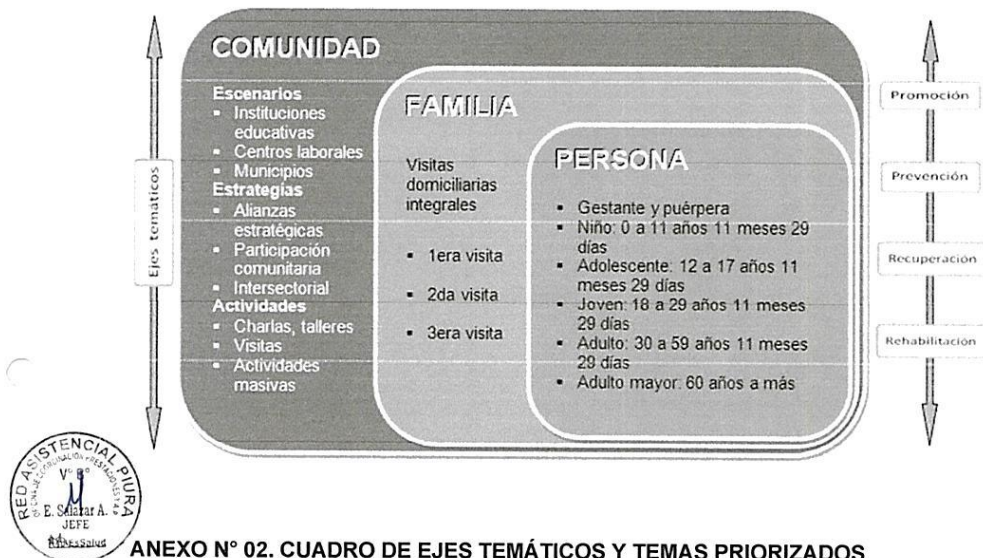 COMUNIDAD
Escenarios
▪ Instituciones
educativas
▪ Centros laborales
▪ Municipios
Estrategias
▪ Alianzas
estratégicas
▪ Participación
comunitaria
▪ Intersectorial
Actividades
▪ Charlas, talleres
▪ Visitas
▪ Actividades
masivas
FAMILIA
Visitas
domiciliarias
integrales
▪ 1era visita
▪ 2da visita
▪ 3era visita
PERSONA
▪ Gestante y puérpera
▪ Niño: 0 a 11 años 11 meses 29
días
▪ Adolescente: 12 a 17 años 11
meses 29 días
▪ Joven: 18 a 29 años 11 meses
29 días
▪ Adulto: 30 a 59 años 11 meses
29 días
▪ Adulto mayor: 60 años a más
Ejes temáticos
Promoción
Prevención
Recuperación
Rehabilitación
RED ASISTENCIAL PIURA
V° B°
E. Salazar A.
JEFE
EsSalud
ANEXO N° 02. CUADRO DE EJES TEMÁTICOS Y TEMAS PRIORIZADOS